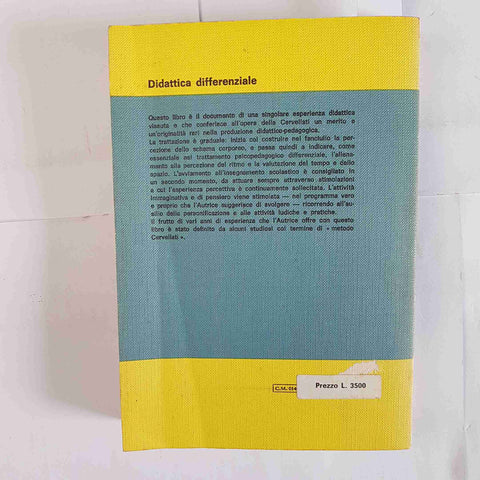 Didattica differenziale
Questo libro è il documento di una singolare esperienza didattica
vissuta e che conferisce all'opera della Cervellati un merito e
un'originalità rari nella produzione didattico-pedagogica.
La trattazione è graduale: inizia col costruire nel fanciullo la per-
cezione dello schema corporeo, e passa quindi a indicare, come
essenziale nel trattamento psicopedagogico differenziale, l'allena-
mento alla percezione del ritmo e la valutazione del tempo e dello
spazio. L'avviamento all'insegnamento scolastico è consigliato in
un secondo momento, da attuare sempre attraverso stimolazioni
a cui l'esperienza percettiva è continuamente sollecitata. L'attività
immaginativa e di pensiero viene stimolata — nel programma vero
e proprio che l'Autrice suggerisce di svolgere — ricorrendo all'au-
silio della personificazione e alle attività ludiche e pratiche.
Il frutto di vari anni di esperienza che l'Autrice offre con questo
libro è stato definito da alcuni studiosi col termine di « metodo
Cervellati ».
C.M.
Prezzo L. 3500